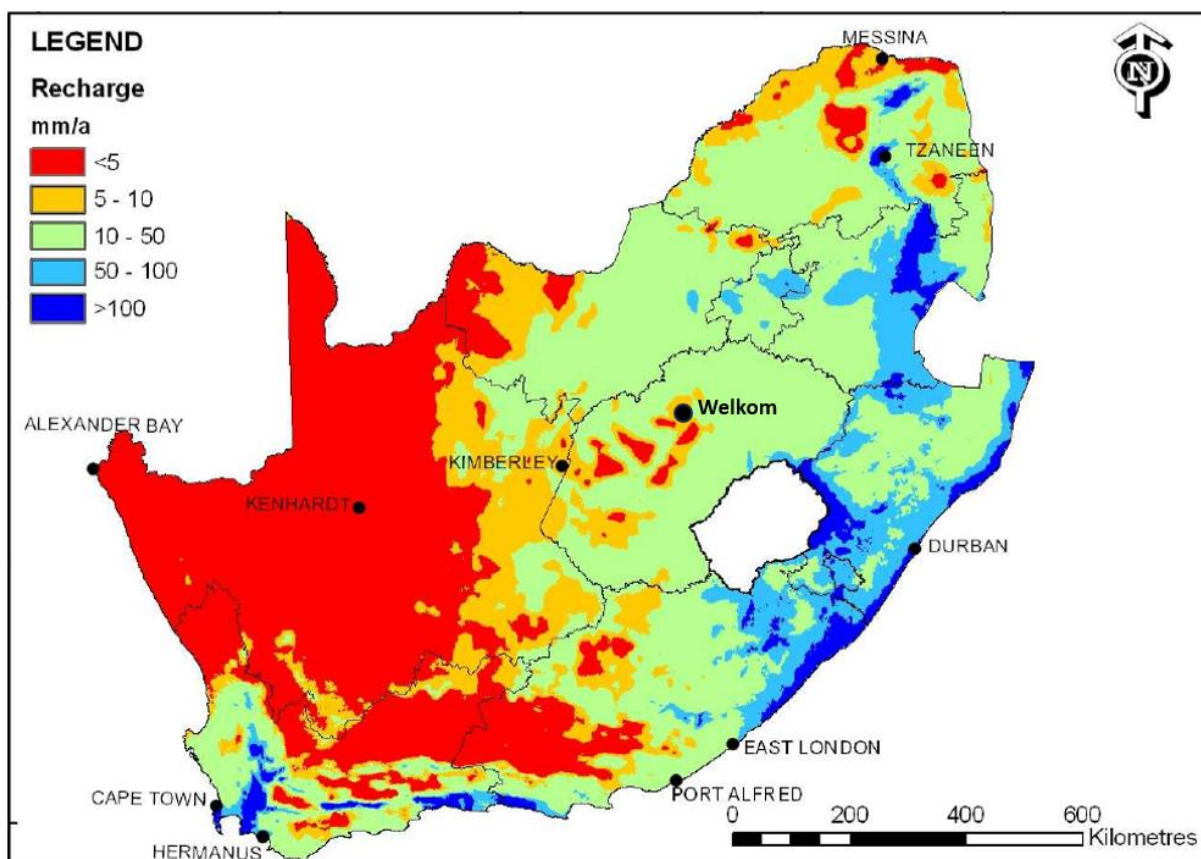 LEGEND
Recharge
mm/a
<5
5 - 10
10 - 50
50 - 100
>100
MESSINA
N
TZANEEN
Welkom
ALEXANDER BAY
KIMBERLEY
KENHARDT
DURBAN
EAST LONDON
CAPE TOWN
PORT ALFRED
HERMANUS
0 200 400 600
Kilometres